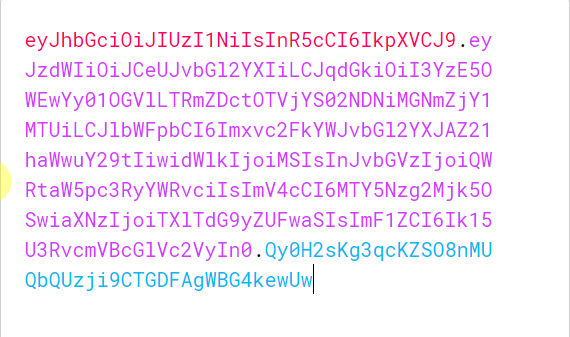 eyJhbGciOiJIUzI1NiIsInR5cCI6IkpXVCJ9.ey
JzdWIiOiJCeUJvbGl2YXIiLCJqdGkiOiI3YzE5O
WEwYy01OGVlLTRmZDctOTVjYS02NDNiMGNmZjY1
MTUiLCJlbWFpbCI6Imxvc2FkYWJvbGl2YXJAZ21
haWwuY29tIiwidWlkIjoiMSIsInJvbGVzIjoiQW
RtaW5pc3RyYWRvciIsImV4cCI6MTY5Nzg2Mjk5O
SwiaXNzIjoiTXlTdG9yZUFwaSIsImF1ZCI6Ik15
U3RvcmVBcGlVc2VyIn0.Qy0H2sKg3qcKZSO8nMU
QbQUzji9CTGDFAgWBG4kewUw